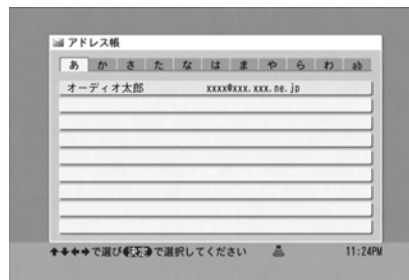 アドレス帳
あ か さ た な は ま や ら わ ab
オーディオ太郎 xxxx@xxx.xxx.ne.jp
↑↓←→で選び 決定 で選択してください 11:24PM